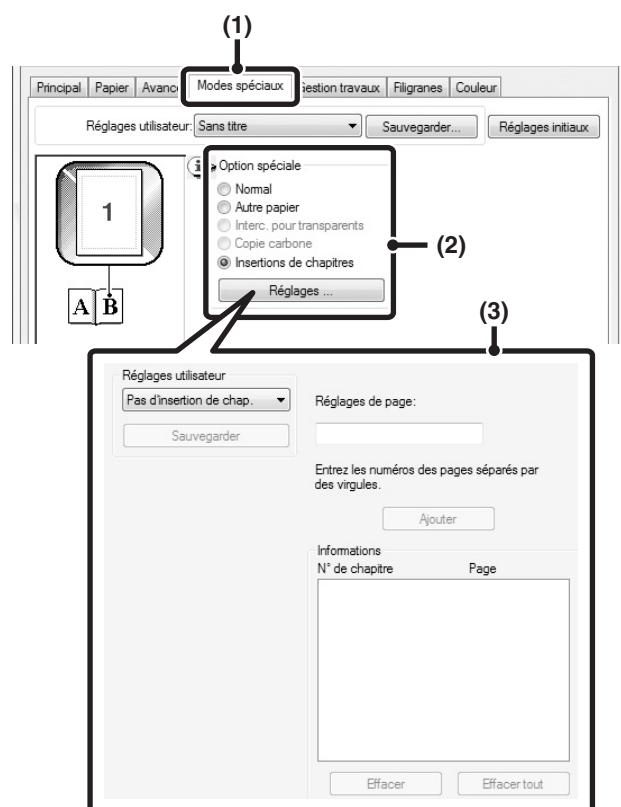 (1)
Principal Papier Avancé Modes spéciaux Gestion travaux Filigranes Couleur
Réglages utilisateur: Sans titre Sauvegarder... Réglages initiaux
Option spéciale
Normal
Autre papier
Interc. pour transparents
Copie carbone
Insertions de chapitres
Réglages ...
(2)
1
A B
(3)
Réglages utilisateur
Pas d'insertion de chap.
Sauvegarder
Réglages de page:
Entrez les numéros des pages séparés par
des virgules.
Ajouter
Informations
N° de chapitre Page
Effacer Effacer tout